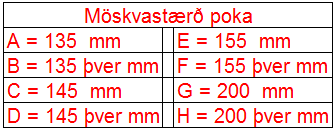 Möskvastærð poka
A = 135 mm E = 155 mm
B = 135 þver mm F = 155 þver mm
C = 145 mm G = 200 mm
D = 145 þver mm H = 200 þver mm